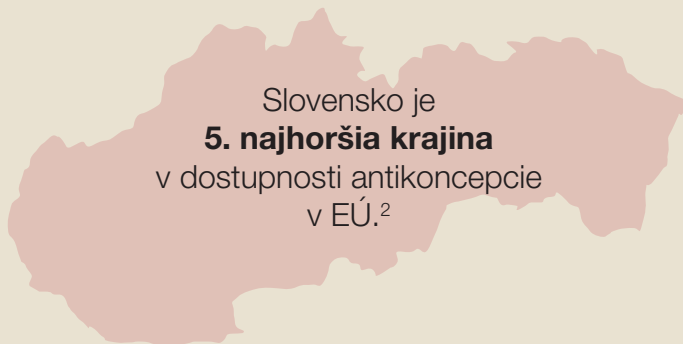 Slovensko je
5. najhoršia krajina
v dostupnosti antikoncepcie
v EÚ.²